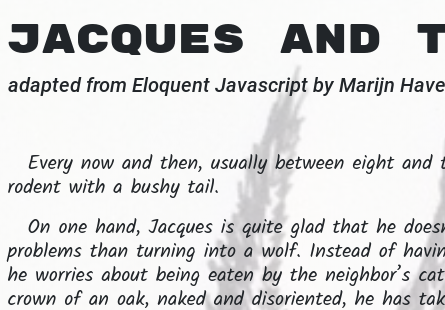 JACQUES AND T
adapted from Eloquent Javascript by Marijn Have
Every now and then, usually between eight and t
rodent with a bushy tail.
On one hand, Jacques is quite glad that he doesn
problems than turning into a wolf. Instead of havin
he worries about being eaten by the neighbor's cat
crown of an oak, naked and disoriented, he has tak